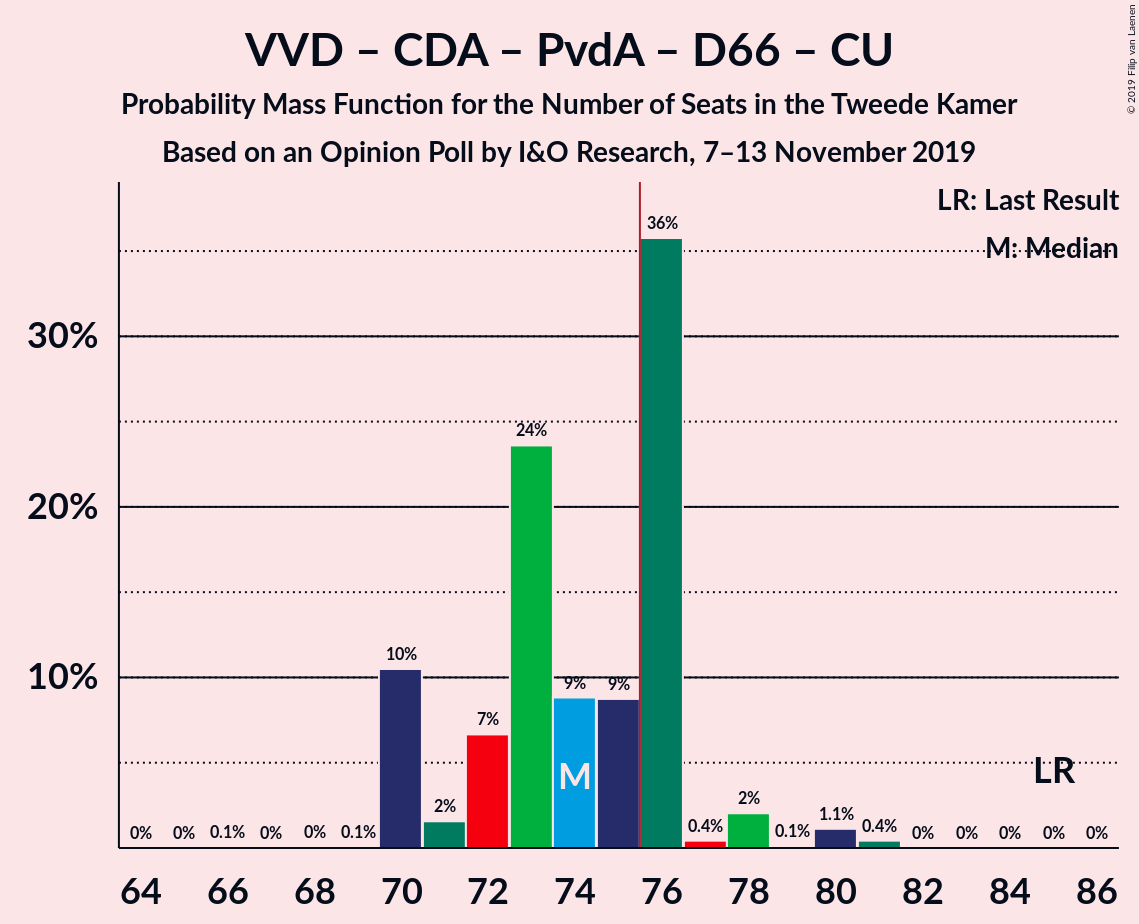 VVD – CDA – PvdA – D66 – CU
Probability Mass Function for the Number of Seats in the Tweede Kamer
Based on an Opinion Poll by I&O Research, 7–13 November 2019
© 2019 Filip van Laenen
LR: Last Result
M: Median
30%
20%
10%
0% 0% 0.1% 0% 0% 0.1% 10% 2% 7% 24% 9% 9% 36% 0.4% 2% 0.1% 1.1% 0.4% 0% 0% 0% 0% 0%
M
LR
64 66 68 70 72 74 76 78 80 82 84 86